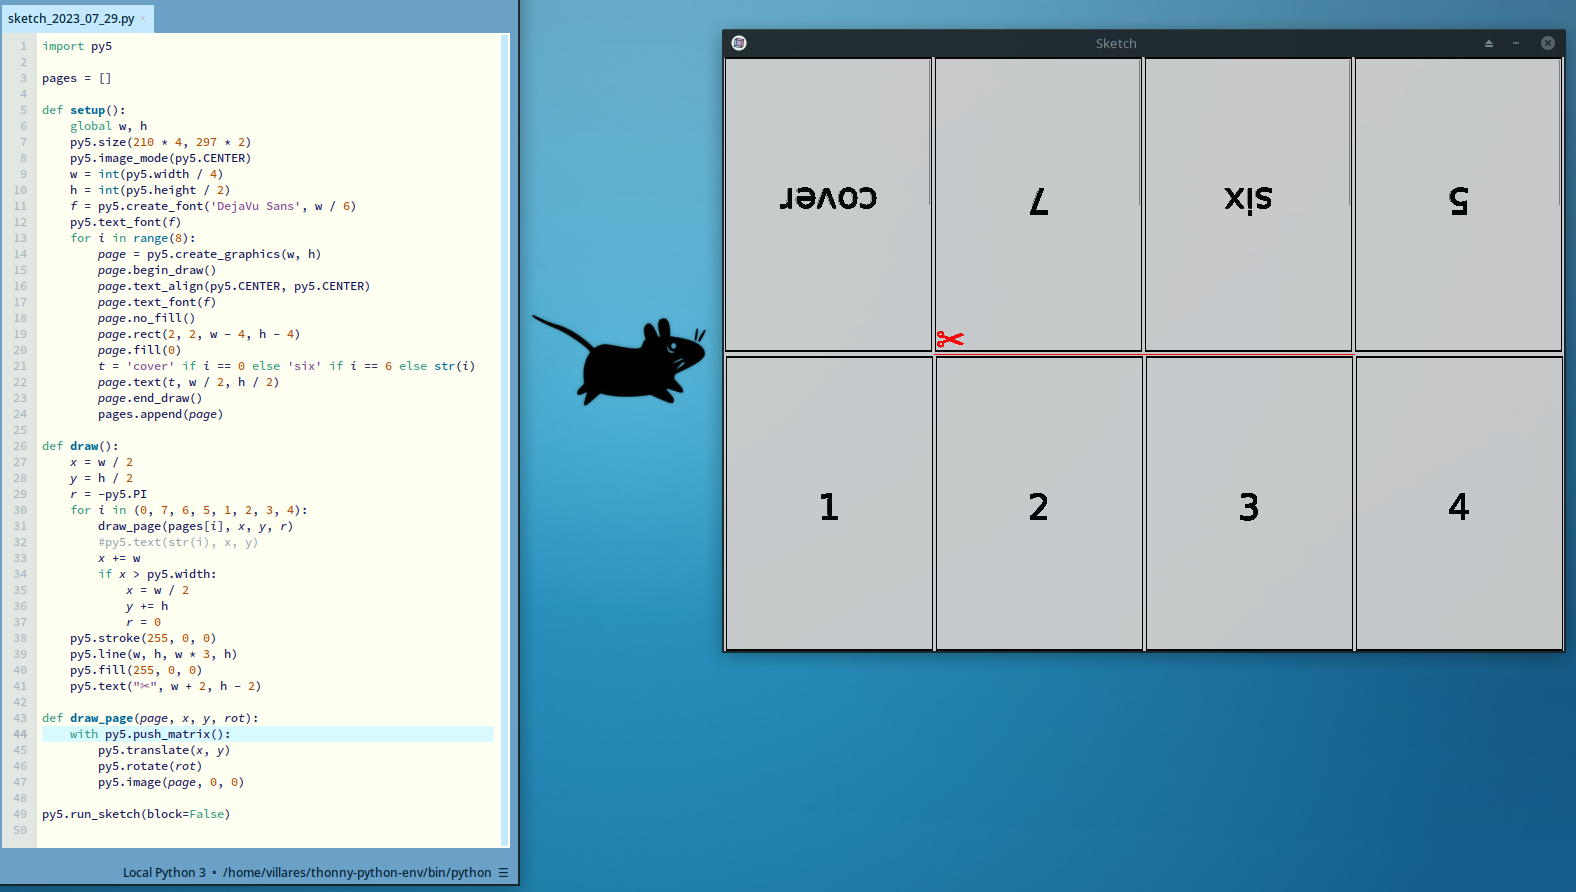 sketch_2023_07_29.py ×
1 import py5
2
3 pages = []
4
5 def setup():
6     global w, h
7     py5.size(210 * 4, 297 * 2)
8     py5.image_mode(py5.CENTER)
9     w = int(py5.width / 4)
10     h = int(py5.height / 2)
11     f = py5.create_font('DejaVu Sans', w / 6)
12     py5.text_font(f)
13     for i in range(8):
14         page = py5.create_graphics(w, h)
15         page.begin_draw()
16         page.text_align(py5.CENTER, py5.CENTER)
17         page.text_font(f)
18         page.no_fill()
19         page.rect(2, 2, w - 4, h - 4)
20         page.fill(0)
21         t = 'cover' if i == 0 else 'six' if i == 6 else str(i)
22         page.text(t, w / 2, h / 2)
23         page.end_draw()
24         pages.append(page)
25
26 def draw():
27     x = w / 2
28     y = h / 2
29     r = -py5.PI
30     for i in (0, 7, 6, 5, 1, 2, 3, 4):
31         draw_page(pages[i], x, y, r)
32         #py5.text(str(i), x, y)
33         x += w
34         if x > py5.width:
35             x = w / 2
36             y += h
37             r = 0
38     py5.stroke(255, 0, 0)
39     py5.line(w, h, w * 3, h)
40     py5.fill(255, 0, 0)
41     py5.text("✂", w + 2, h - 2)
42
43 def draw_page(page, x, y, rot):
44     with py5.push_matrix():
45         py5.translate(x, y)
46         py5.rotate(rot)
47         py5.image(page, 0, 0)
48
49 py5.run_sketch(block=False)
50
Local Python 3 • /home/villares/thonny-python-env/bin/python ☰
Sketch
cover 7 six 5
✂
1 2 3 4